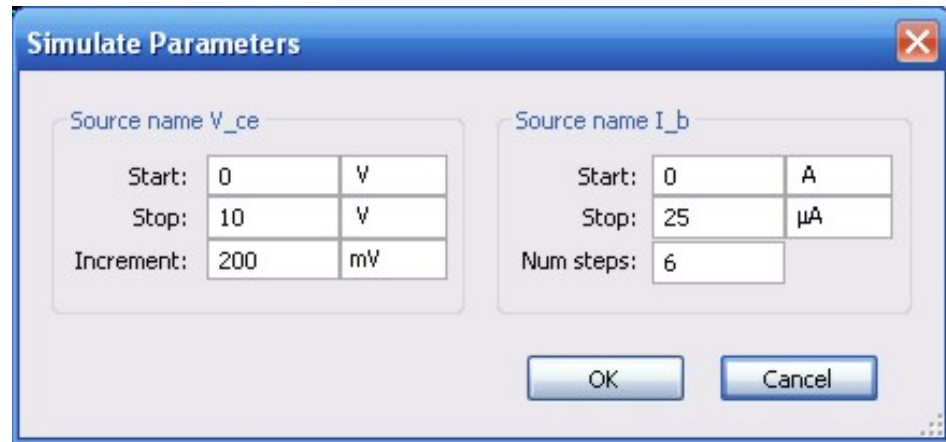 Simulate Parameters
Source name V_ce
Start: 0 V
Stop: 10 V
Increment: 200 mV
Source name I_b
Start: 0 A
Stop: 25 µA
Num steps: 6
OK Cancel